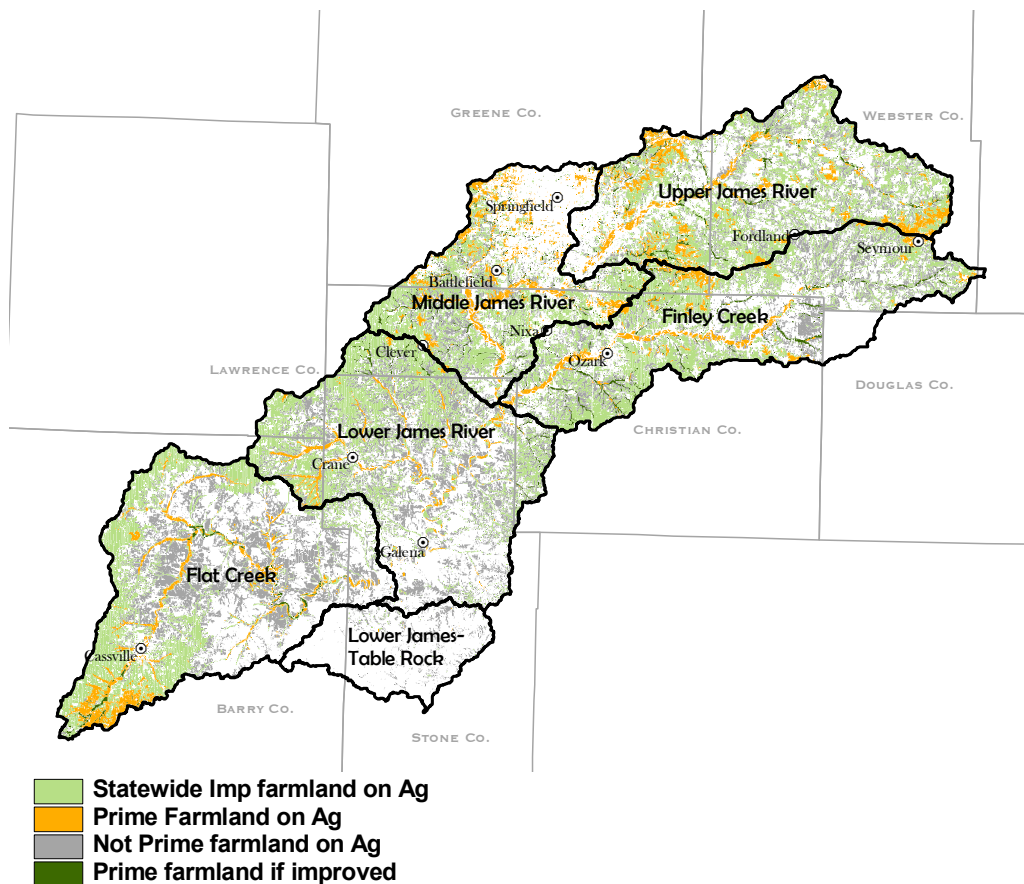 Greene Co.
Webster Co.
Upper James River
Springfield
Fordland
Seymour
Battlefield
Middle James River
Finley Creek
Nixa
Clever
Ozark
Lawrence Co.
Douglas Co.
Lower James River
Christian Co.
Crane
Galena
Flat Creek
Lower James-
Table Rock
Cassville
Barry Co.
Stone Co.
Statewide Imp farmland on Ag
Prime Farmland on Ag
Not Prime farmland on Ag
Prime farmland if improved